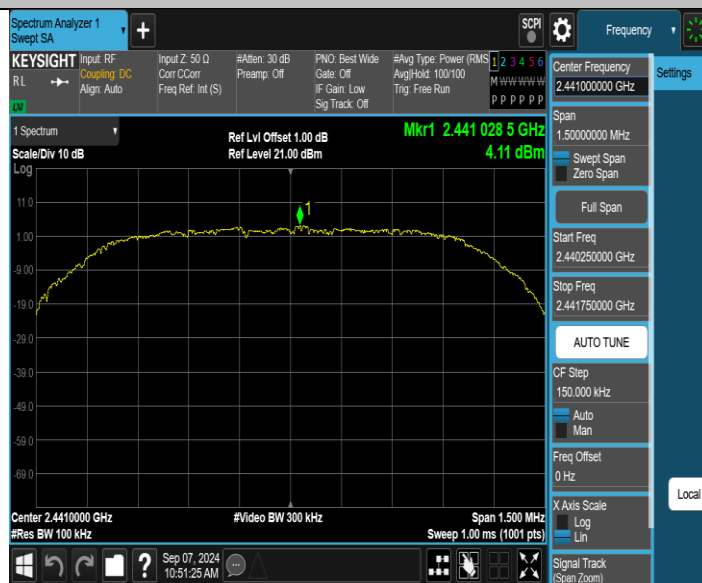 Spectrum Analyzer 1
Swept SA
+
SCPI
Frequency
KEYSIGHT
RL
LXI
Input: RF
Coupling: DC
Align: Auto
Input Z: 50 Ω
Corr CCorr
Freq Ref: Int (S)
#Atten: 30 dB
Preamp: Off
PNO: Best Wide
Gate: Off
IF Gain: Low
Sig Track: Off
#Avg Type: Power (RMS
Avg|Hold: 100/100
Trig: Free Run
1 2 3 4 5 6
M W W W W W
P P P P P P
1 Spectrum
Scale/Div 10 dB
Log
Ref Lvl Offset 1.00 dB
Ref Level 21.00 dBm
Mkr1 2.441 028 5 GHz
4.11 dBm
1
11.0
1.00
-9.00
-19.0
-29.0
-39.0
-49.0
-59.0
-69.0
Center 2.4410000 GHz
#Res BW 100 kHz
#Video BW 300 kHz
Span 1.500 MHz
Sweep 1.00 ms (1001 pts)
Center Frequency
2.441000000 GHz
Settings
Span
1.50000000 MHz
Swept Span
Zero Span
Full Span
Start Freq
2.440250000 GHz
Stop Freq
2.441750000 GHz
AUTO TUNE
CF Step
150.000 kHz
Auto
Man
Freq Offset
0 Hz
X Axis Scale
Log
Lin
Local
Signal Track
(Span Zoom)
?
Sep 07, 2024
10:51:25 AM